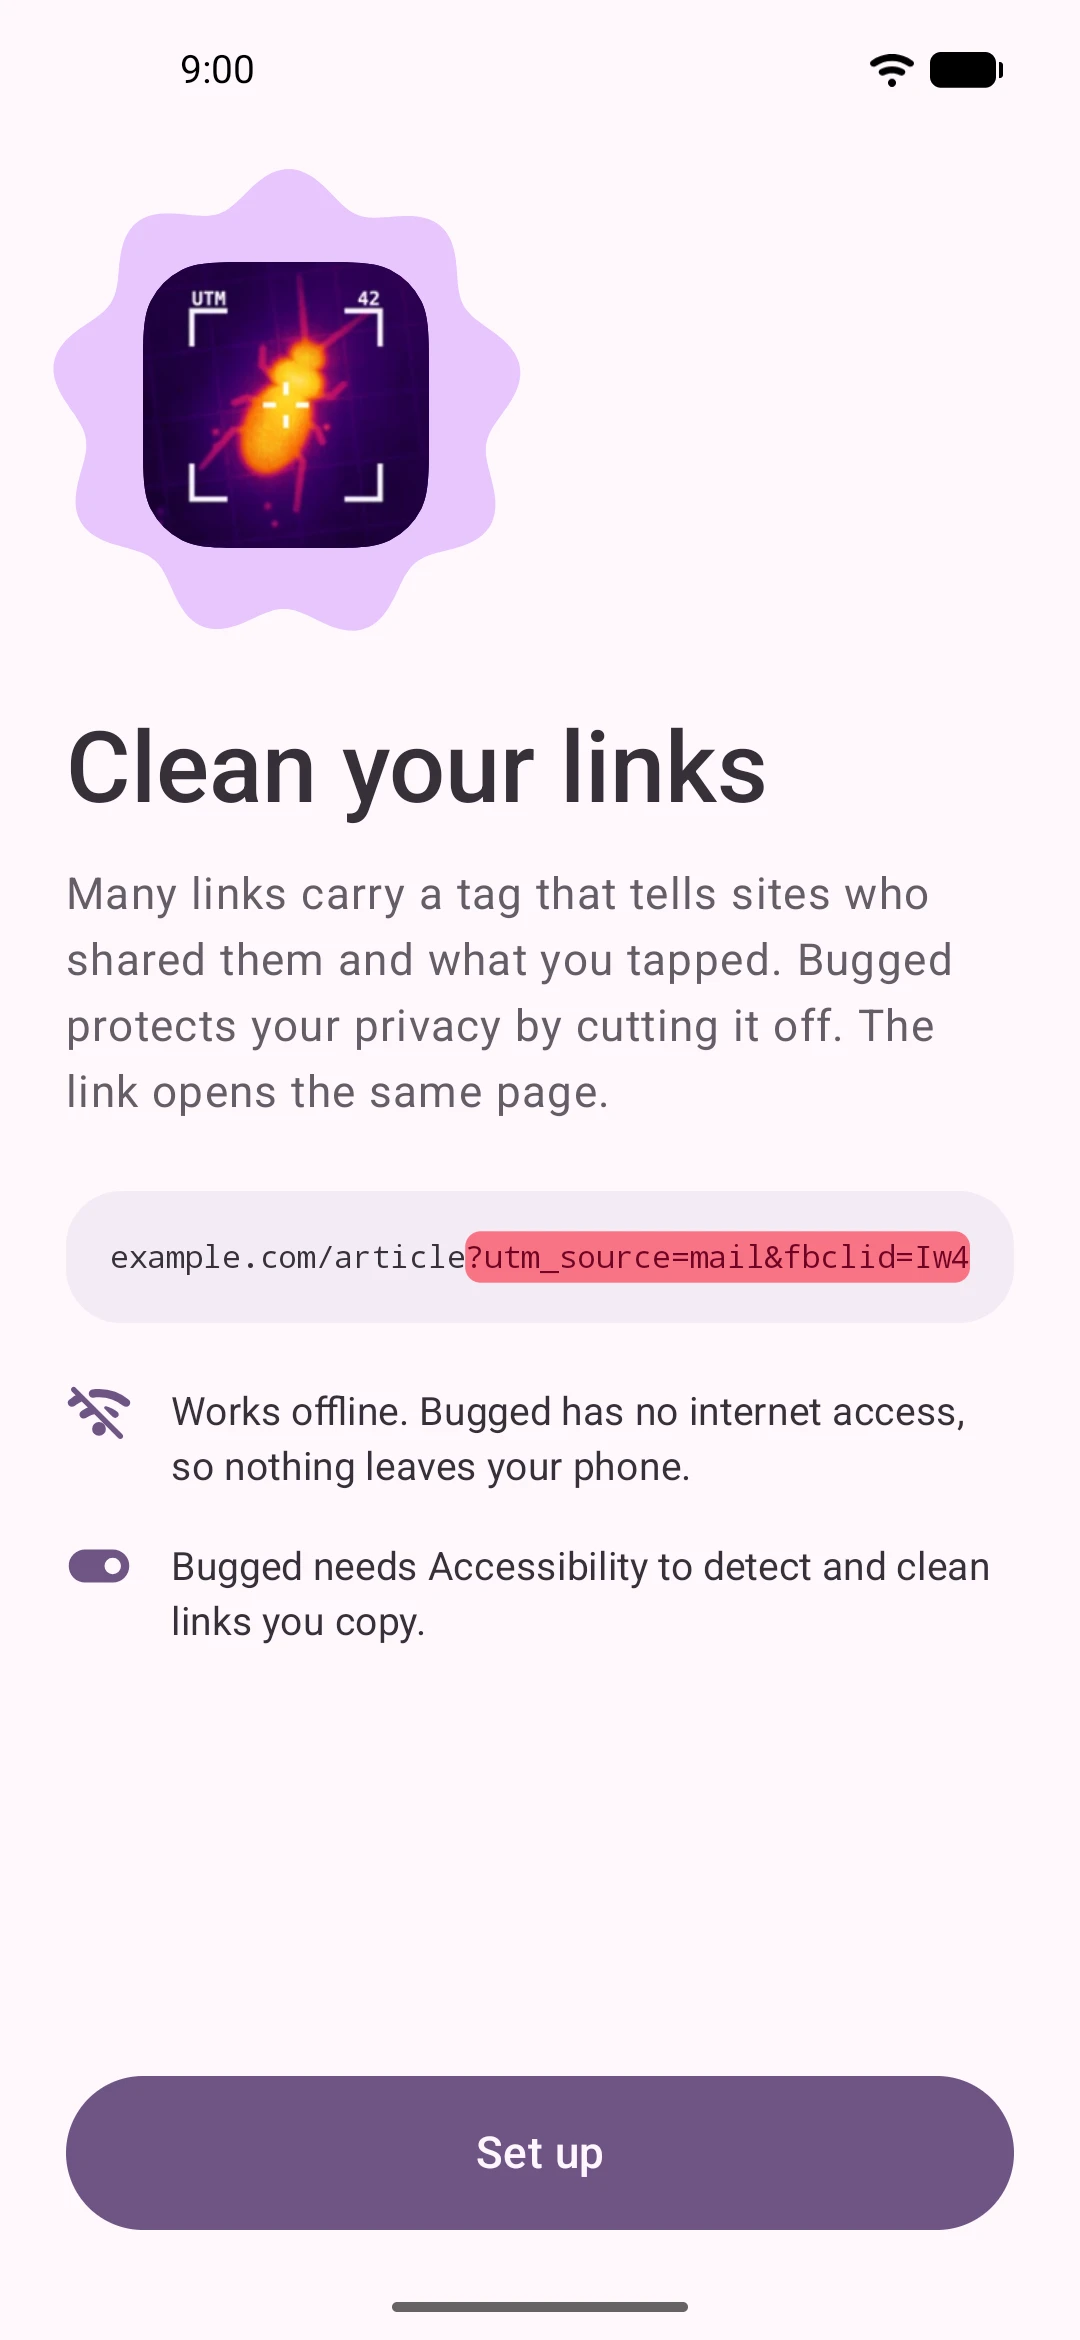 9:00
UTM 42
Clean your links
Many links carry a tag that tells sites who
shared them and what you tapped. Bugged
protects your privacy by cutting it off. The
link opens the same page.
example.com/article?utm_source=mail&fbclid=Iw4
Works offline. Bugged has no internet access,
so nothing leaves your phone.
Bugged needs Accessibility to detect and clean
links you copy.
Set up